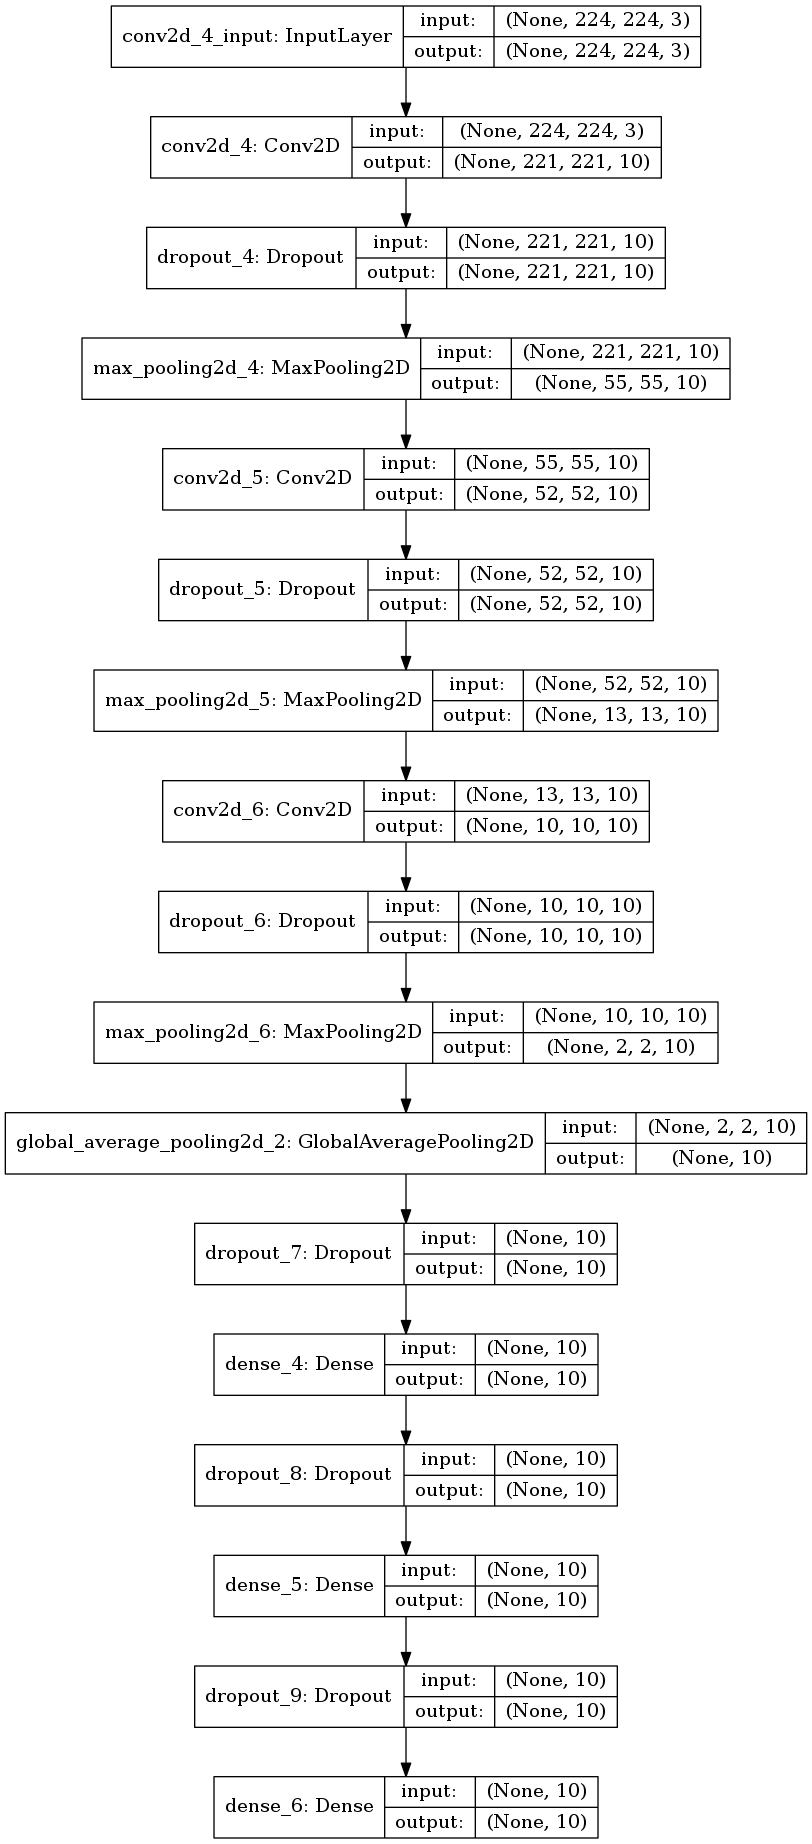 conv2d_4_input: InputLayer
input: (None, 224, 224, 3)
output: (None, 224, 224, 3)
conv2d_4: Conv2D
input: (None, 224, 224, 3)
output: (None, 221, 221, 10)
dropout_4: Dropout
input: (None, 221, 221, 10)
output: (None, 221, 221, 10)
max_pooling2d_4: MaxPooling2D
input: (None, 221, 221, 10)
output: (None, 55, 55, 10)
conv2d_5: Conv2D
input: (None, 55, 55, 10)
output: (None, 52, 52, 10)
dropout_5: Dropout
input: (None, 52, 52, 10)
output: (None, 52, 52, 10)
max_pooling2d_5: MaxPooling2D
input: (None, 52, 52, 10)
output: (None, 13, 13, 10)
conv2d_6: Conv2D
input: (None, 13, 13, 10)
output: (None, 10, 10, 10)
dropout_6: Dropout
input: (None, 10, 10, 10)
output: (None, 10, 10, 10)
max_pooling2d_6: MaxPooling2D
input: (None, 10, 10, 10)
output: (None, 2, 2, 10)
global_average_pooling2d_2: GlobalAveragePooling2D
input: (None, 2, 2, 10)
output: (None, 10)
dropout_7: Dropout
input: (None, 10)
output: (None, 10)
dense_4: Dense
input: (None, 10)
output: (None, 10)
dropout_8: Dropout
input: (None, 10)
output: (None, 10)
dense_5: Dense
input: (None, 10)
output: (None, 10)
dropout_9: Dropout
input: (None, 10)
output: (None, 10)
dense_6: Dense
input: (None, 10)
output: (None, 10)